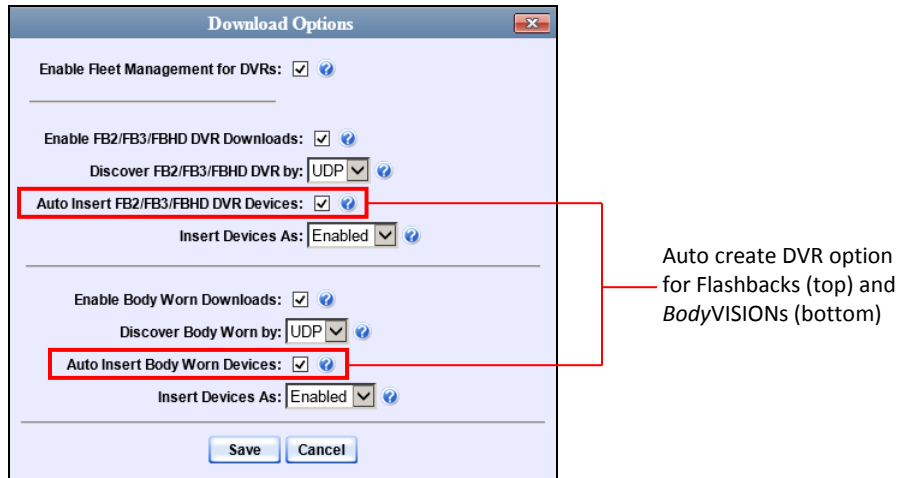 Download Options
Enable Fleet Management for DVRs:
Enable FB2/FB3/FBHD DVR Downloads:
Discover FB2/FB3/FBHD DVR by: UDP
Auto Insert FB2/FB3/FBHD DVR Devices:
Insert Devices As: Enabled
Enable Body Worn Downloads:
Discover Body Worn by: UDP
Auto Insert Body Worn Devices:
Insert Devices As: Enabled
Save Cancel
Auto create DVR option
for Flashbacks (top) and
BodyVISIONs (bottom)